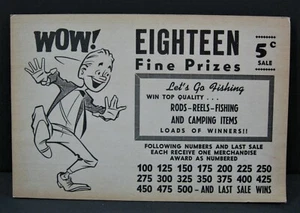 WOW!
EIGHTEEN
Fine Prizes
5¢
SALE
Let's Go Fishing
WIN TOP QUALITY . . .
RODS-REELS-FISHING
AND CAMPING ITEMS
LOADS OF WINNERS!!
FOLLOWING NUMBERS AND LAST SALE
EACH RECEIVE ONE MERCHANDISE
AWARD AS NUMBERED
100 125 150 175 200 225 250
275 300 325 350 375 400 425
450 475 500 - AND LAST SALE WINS